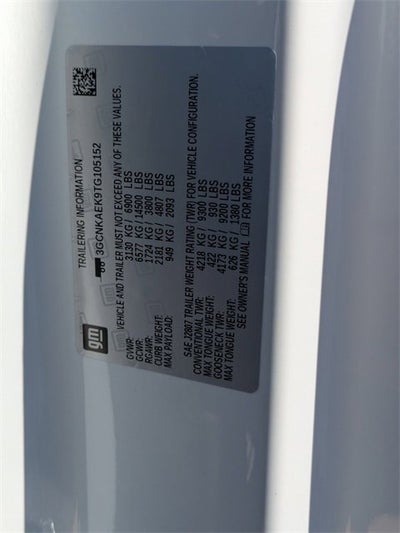 gm
TRAILERING INFORMATION
3GCNKAEK9TG105152
VEHICLE AND TRAILER MUST NOT EXCEED ANY OF THESE VALUES.
GVWR: 3130 KG / 6900 LBS
GCWR: 6577 KG / 14500 LBS
RGAWR: 1724 KG / 3800 LBS
CURB WEIGHT: 2181 KG / 4807 LBS
MAX PAYLOAD: 949 KG / 2093 LBS
SAE J2807 TRAILER WEIGHT RATING (TWR) FOR VEHICLE CONFIGURATION.
CONVENTIONAL TWR: 4218 KG / 9300 LBS
MAX TONGUE WEIGHT: 422 KG / 930 LBS
GOOSENECK TWR: 4173 KG / 9200 LBS
MAX TONGUE WEIGHT: 626 KG / 1380 LBS
SEE OWNER'S MANUAL FOR MORE INFORMATION